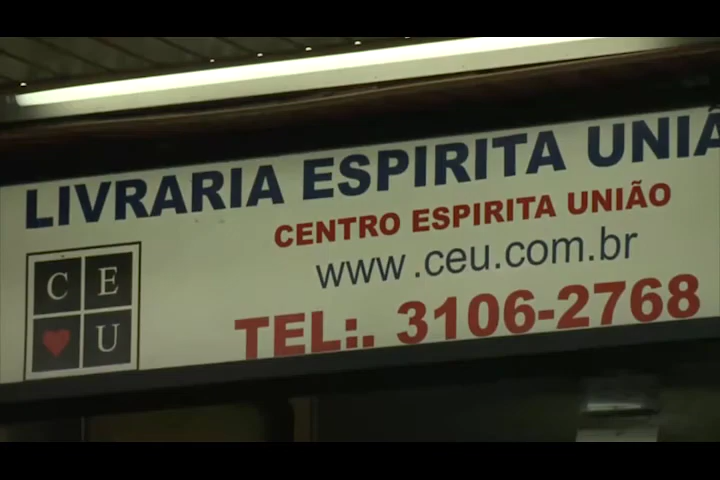 LIVRARIA ESPIRITA UNIÃ
CENTRO ESPIRITA UNIÃO
www.ceu.com.br
TEL:. 3106-2768
C E
U